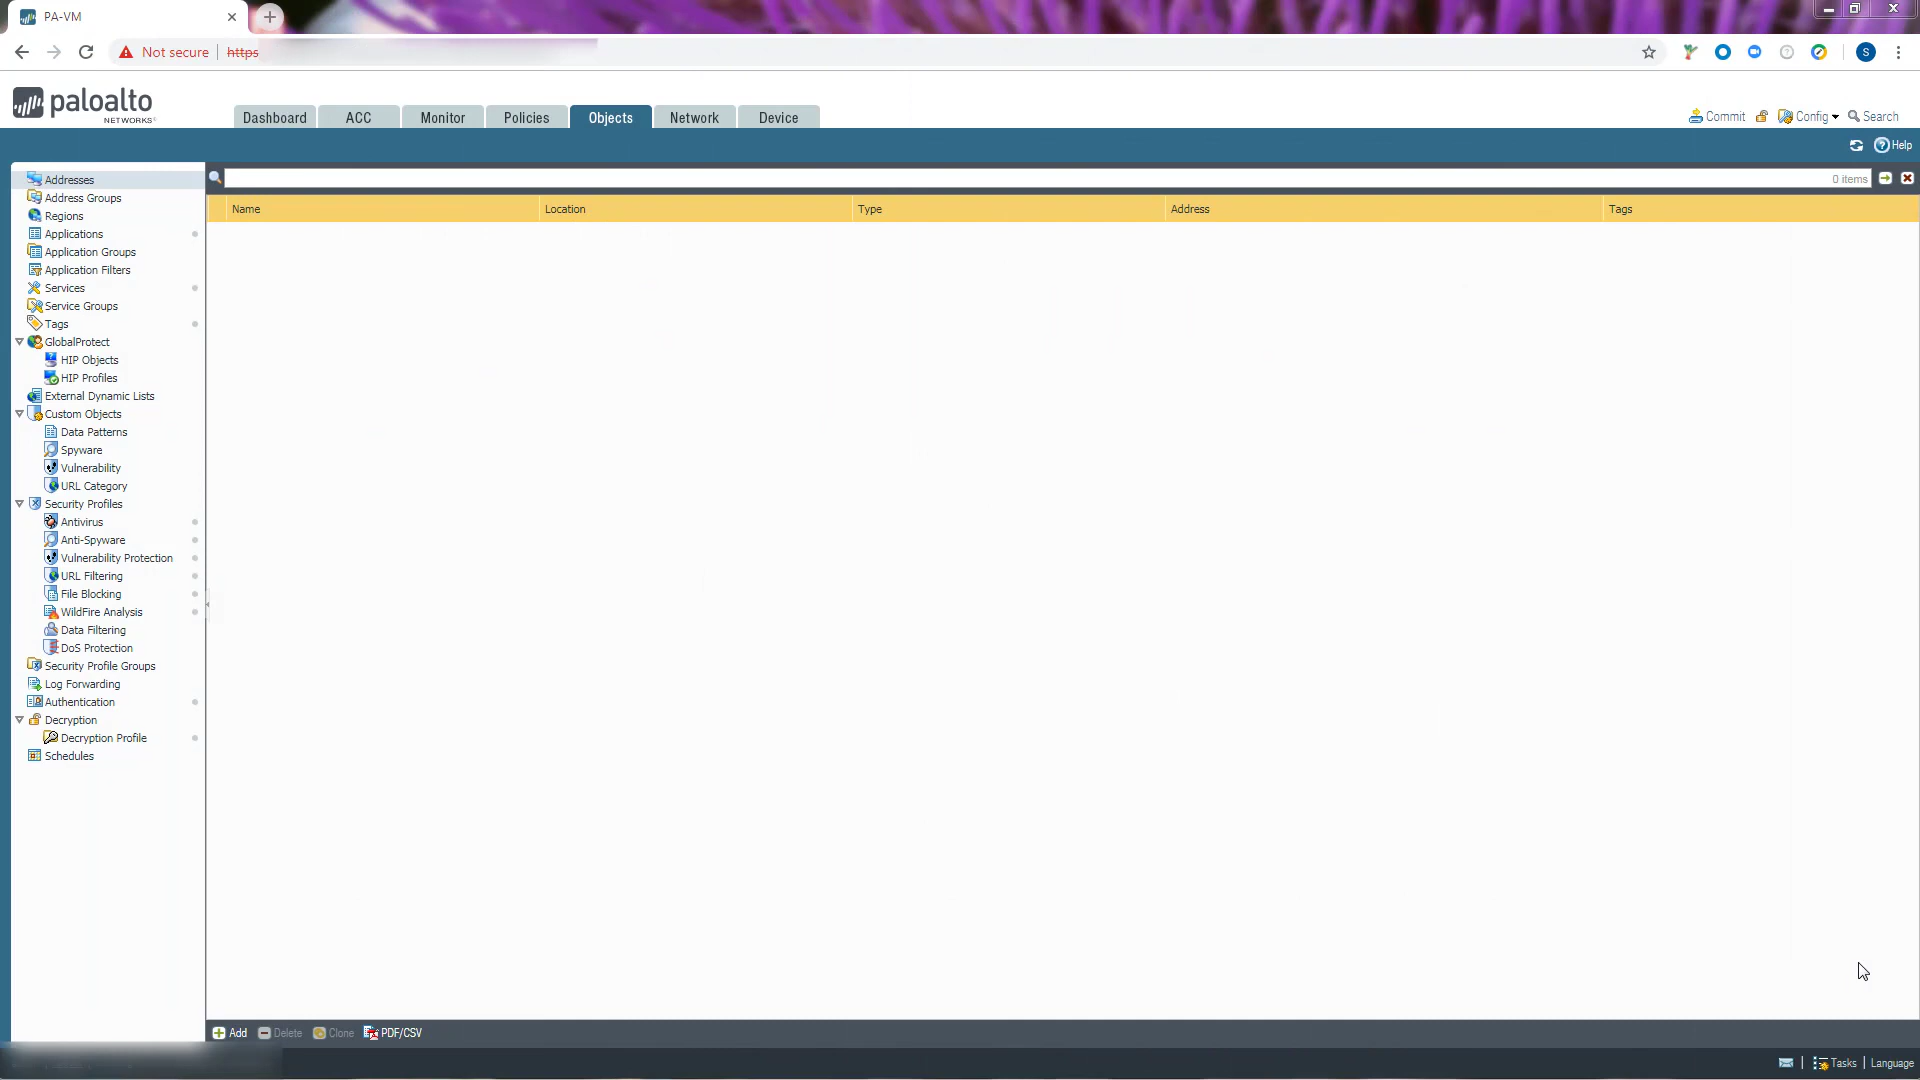 PA-VM
Not secure https
paloalto
NETWORKS®
Dashboard ACC Monitor Policies Objects Network Device
Commit Config Search
Help
0 items
Name Location Type Address Tags
Addresses
Address Groups
Regions
Applications
Application Groups
Application Filters
Services
Service Groups
Tags
GlobalProtect
HIP Objects
HIP Profiles
External Dynamic Lists
Custom Objects
Data Patterns
Spyware
Vulnerability
URL Category
Security Profiles
Antivirus
Anti-Spyware
Vulnerability Protection
URL Filtering
File Blocking
WildFire Analysis
Data Filtering
DoS Protection
Security Profile Groups
Log Forwarding
Authentication
Decryption
Decryption Profile
Schedules
Add Delete Clone PDF/CSV
Tasks | Language